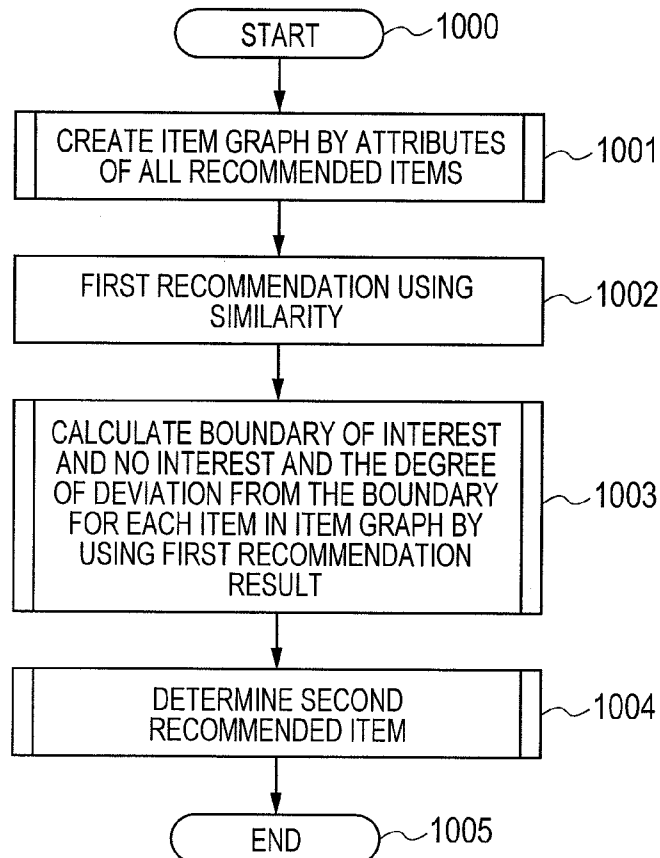 START
1000
CREATE ITEM GRAPH BY ATTRIBUTES
OF ALL RECOMMENDED ITEMS
1001
FIRST RECOMMENDATION USING
SIMILARITY
1002
CALCULATE BOUNDARY OF INTEREST
AND NO INTEREST AND THE DEGREE
OF DEVIATION FROM THE BOUNDARY
FOR EACH ITEM IN ITEM GRAPH BY
USING FIRST RECOMMENDATION
RESULT
1003
DETERMINE SECOND
RECOMMENDED ITEM
1004
END
1005